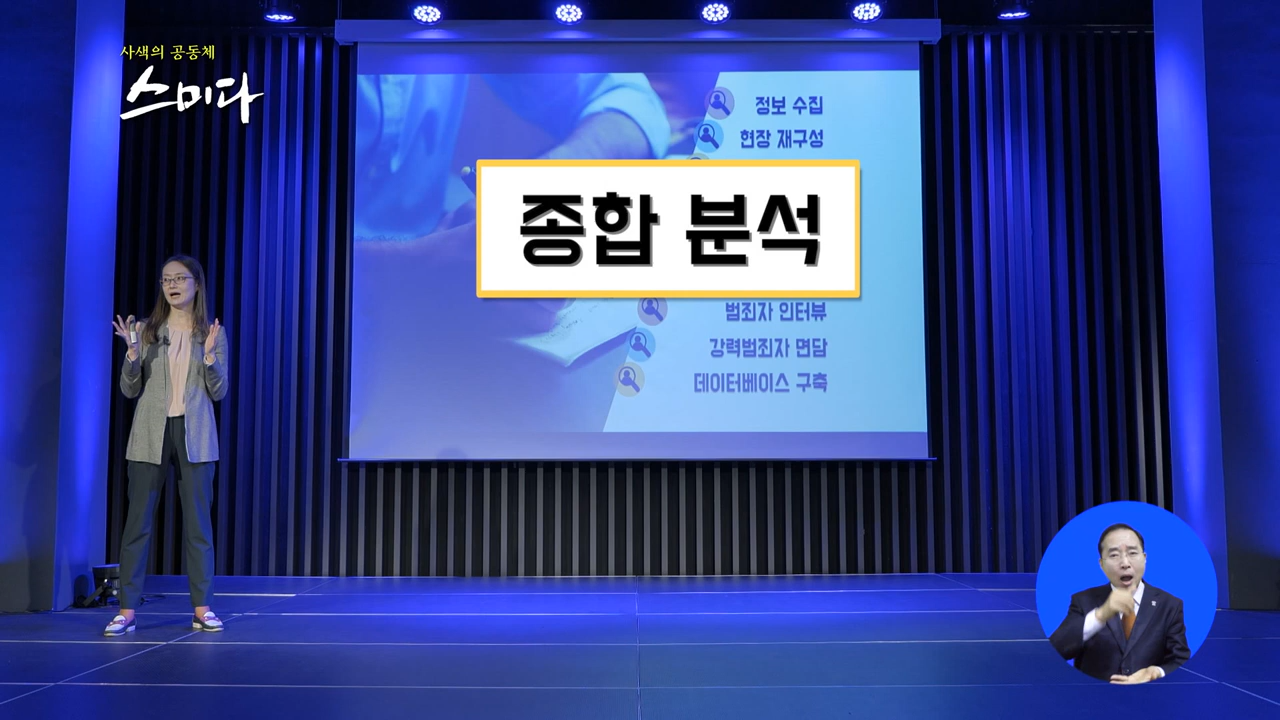 사색의 공동체
스미다
정보 수집
현장 재구성
종합 분석
범죄자 인터뷰
강력범죄자 면담
데이터베이스 구축